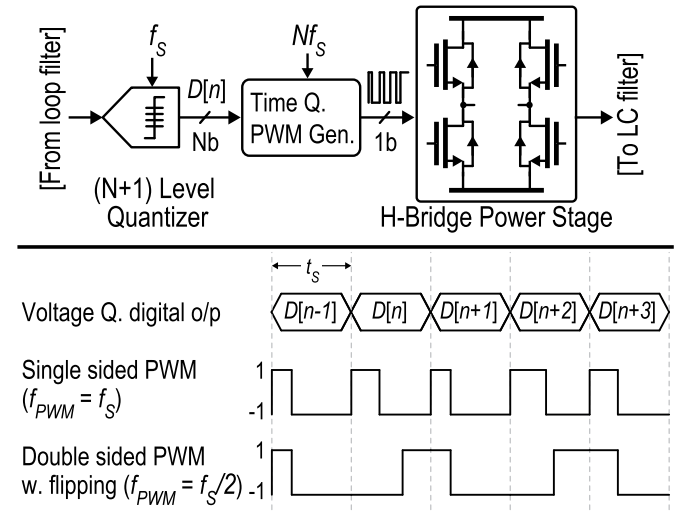 f_S
Nf_S
[From loop filter]
D[n]
Nb
Time Q.
PWM Gen.
1b
[To LC filter]
(N+1) Level
Quantizer
H-Bridge Power Stage
t_S
Voltage Q. digital o/p
D[n-1] D[n] D[n+1] D[n+2] D[n+3]
Single sided PWM
(f_PWM = f_S)
1
-1
Double sided PWM
w. flipping (f_PWM = f_S/2)
1
-1